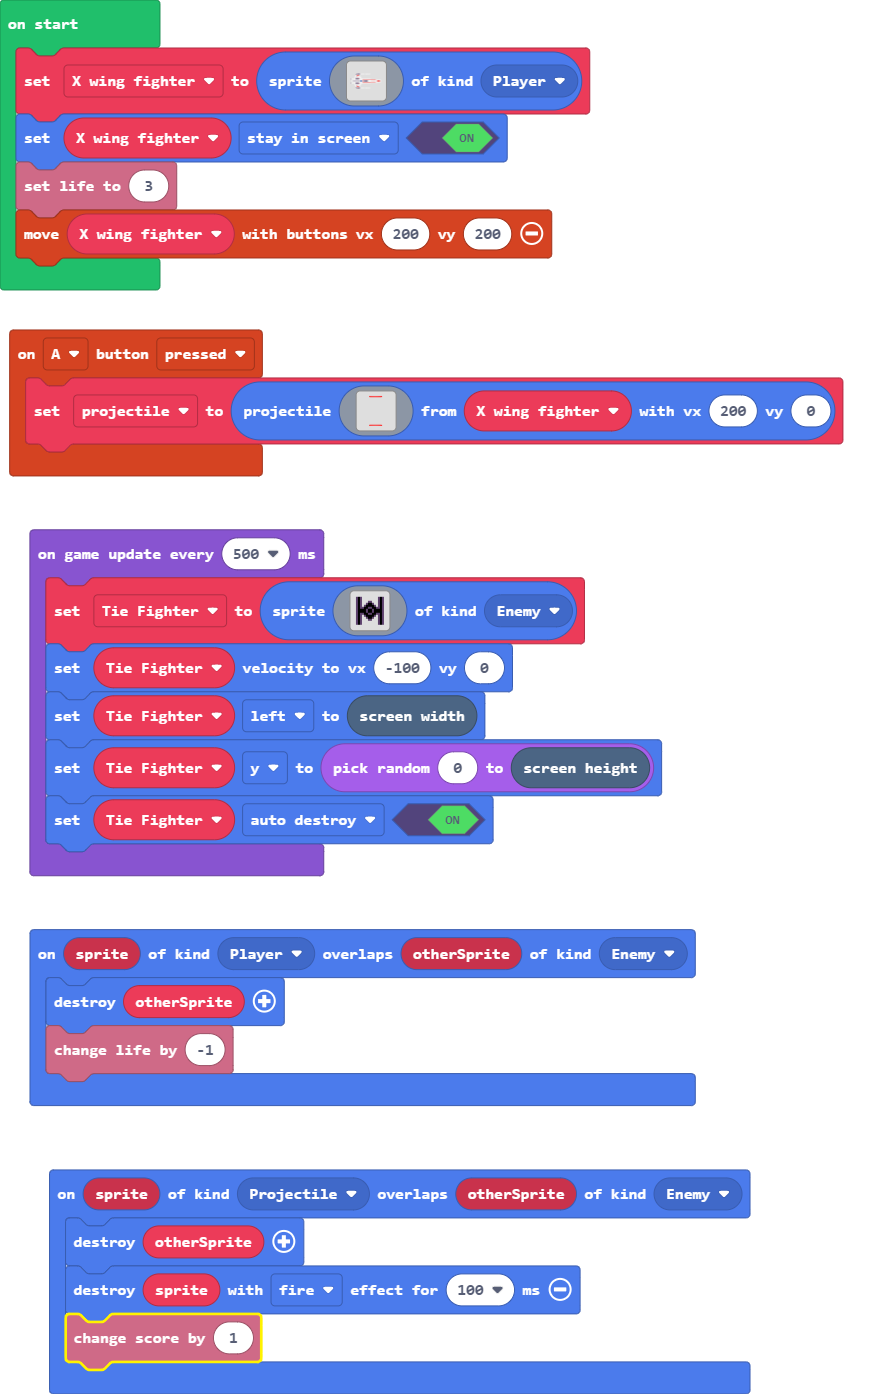 on start
set X wing fighter to sprite of kind Player
set X wing fighter stay in screen ON
set life to 3
move X wing fighter with buttons vx 200 vy 200
on A button pressed
set projectile to projectile from X wing fighter with vx 200 vy 0
on game update every 500 ms
set Tie Fighter to sprite of kind Enemy
set Tie Fighter velocity to vx -100 vy 0
set Tie Fighter left to screen width
set Tie Fighter y to pick random 0 to screen height
set Tie Fighter auto destroy ON
on sprite of kind Player overlaps otherSprite of kind Enemy
destroy otherSprite
change life by -1
on sprite of kind Projectile overlaps otherSprite of kind Enemy
destroy otherSprite
destroy sprite with fire effect for 100 ms
change score by 1